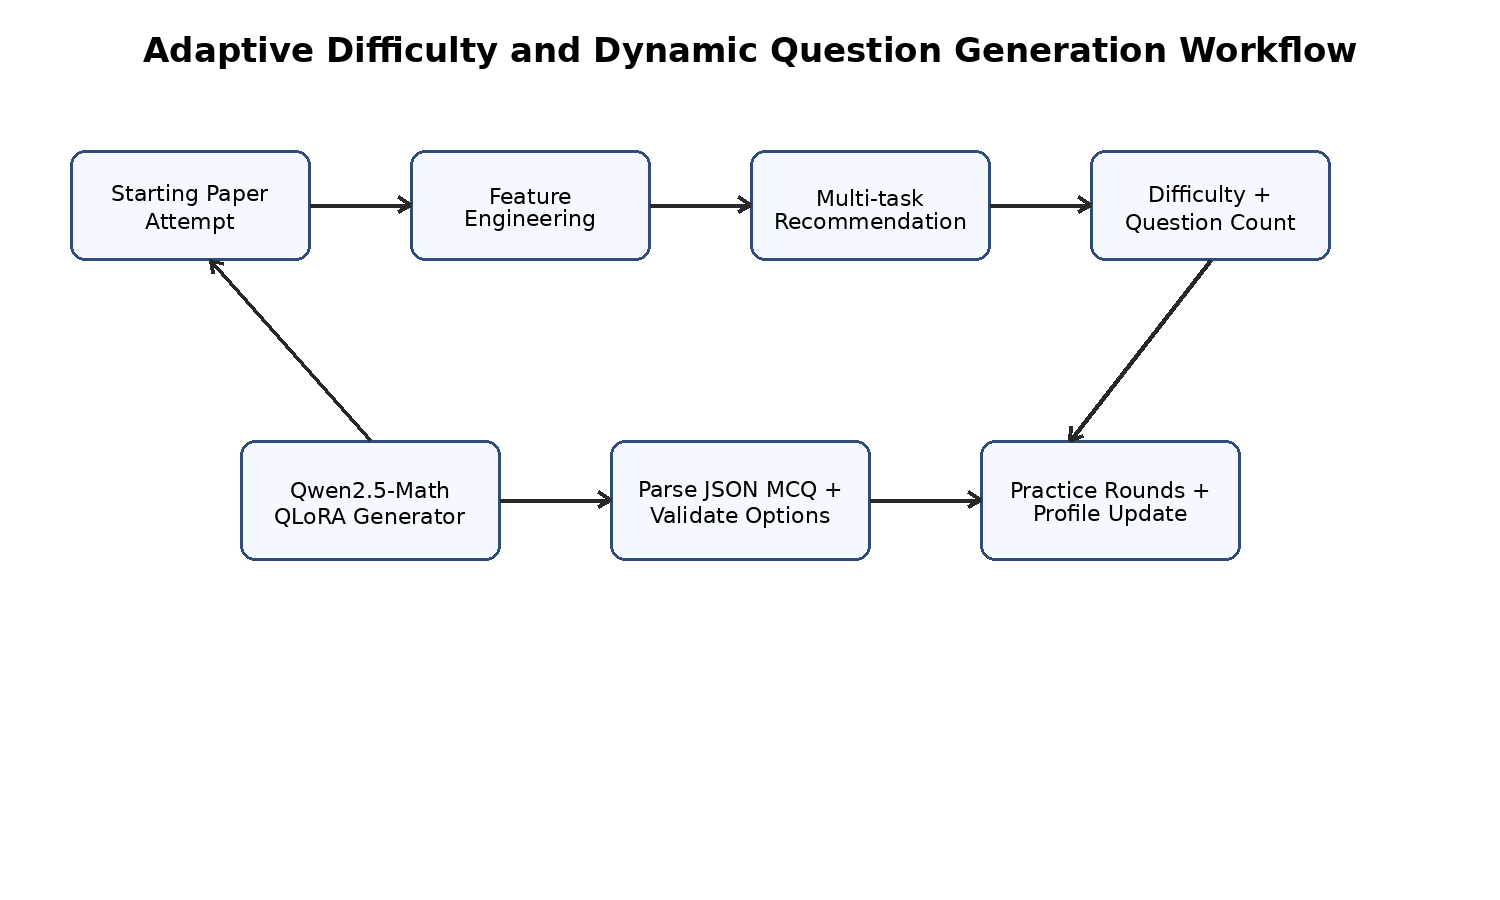 Adaptive Difficulty and Dynamic Question Generation Workflow
Starting Paper
Attempt
Feature
Engineering
Multi-task
Recommendation
Difficulty +
Question Count
Qwen2.5-Math
QLoRA Generator
Parse JSON MCQ +
Validate Options
Practice Rounds +
Profile Update